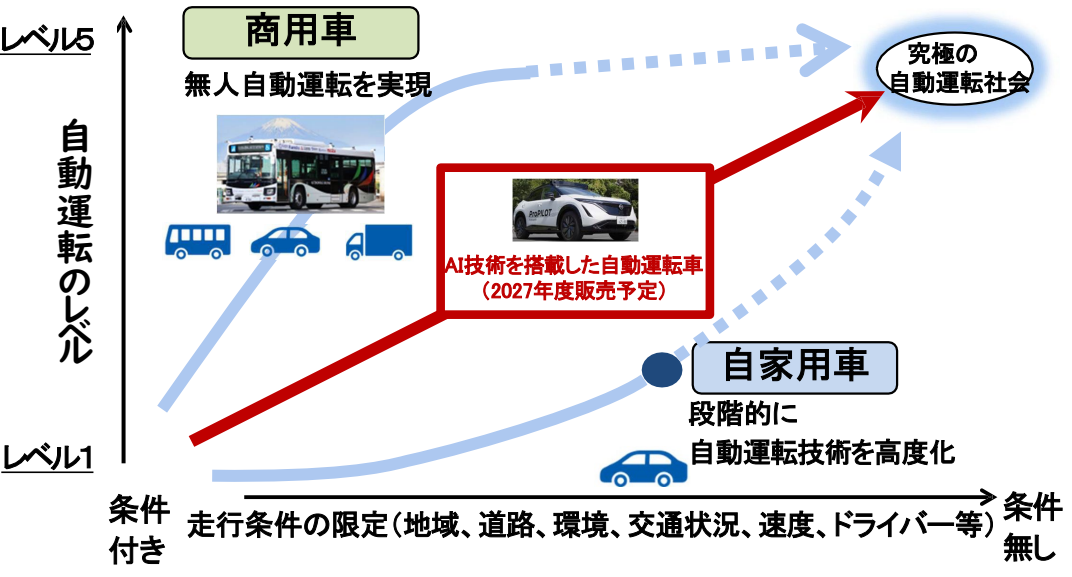 レベル5
商用車
無人自動運転を実現
究極の
自動運転社会
自動運転のレベル
ProPILOT
AI技術を搭載した自動運転車
（2027年度販売予定）
自家用車
段階的に
自動運転技術を高度化
レベル1
条件
付き
走行条件の限定（地域、道路、環境、交通状況、速度、ドライバー等）
条件
無し